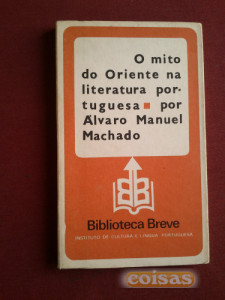 O mito
do Oriente na
literatura por-
tuguesa ■ por
Álvaro Manuel
Machado
Biblioteca Breve
INSTITUTO DE CULTURA E LÍNGUA PORTUGUESA
coisas